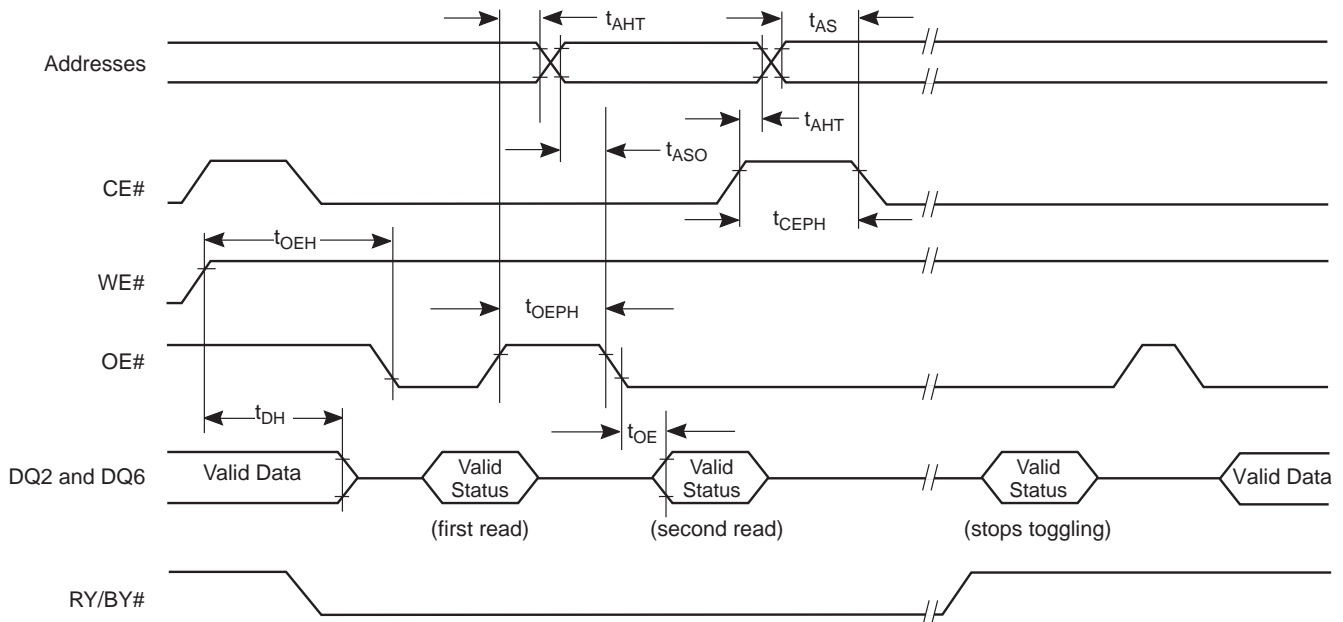 tAHT
tAS
Addresses
tAHT
tASO
CE#
tCEPH
tOEH
WE#
tOEPH
OE#
tDH
tOE
DQ2 and DQ6
Valid Data
Valid
Status
Valid
Status
Valid
Status
Valid Data
(first read)
(second read)
(stops toggling)
RY/BY#